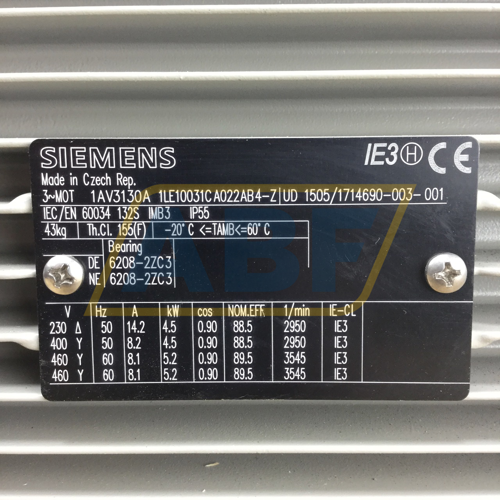 SIEMENS IE3 H CE
Made in Czech Rep.
3~MOT 1AV3130A 1LE10031CA022AB4-Z UD 1505/1714690-003-001
IEC/EN 60034 132S IMB3 IP55
43kg Th.Cl. 155(F) -20°C <=TAMB<=60°C
Bearing
DE 6208-2ZC3
NE 6208-2ZC3
V Hz A kW cos NOM.EFF 1/min IE-CL
230 Δ 50 14.2 4.5 0.90 88.5 2950 IE3
400 Y 50 8.2 4.5 0.90 88.5 2950 IE3
460 Y 60 8.1 5.2 0.90 89.5 3545 IE3
460 Y 60 8.1 5.2 0.90 89.5 3545 IE3
ABF